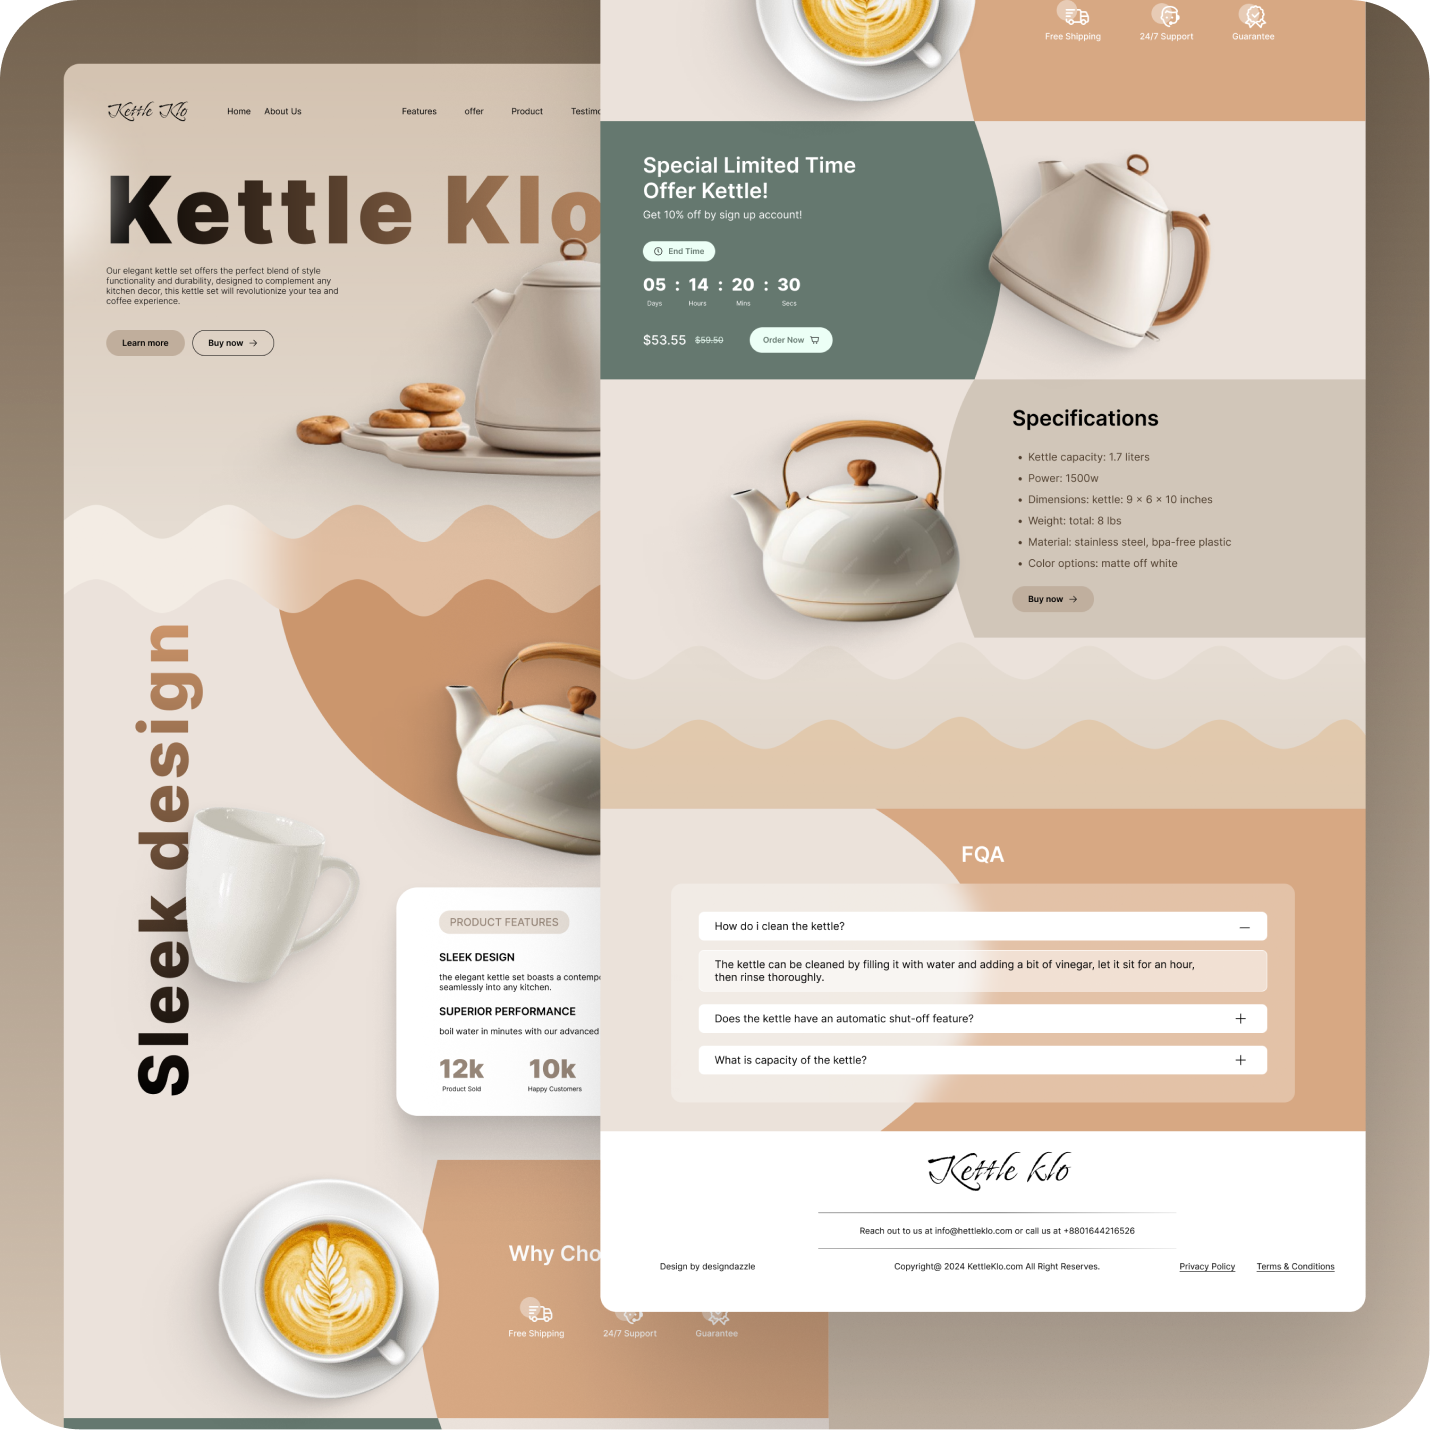 Kettle Klo
Home
About Us
Features
offer
Product
Kettle Klo
Our elegant kettle set offers the perfect blend of style
functionality and durability, designed to complement any
kitchen decor, this kettle set will revolutionize your tea and
coffee experience.
Learn more
Buy now
Sleek design
PRODUCT FEATURES
SLEEK DESIGN
the elegant kettle set boasts a
seamlessly into any kitchen.
SUPERIOR PERFORMANCE
boil water in minutes with our advanced
12k
10k
Product Sold
Happy Customers
Why
Free Shipping
24/7 Support
Guarantee
Free Shipping
24/7 Support
Guarantee
Special Limited Time
Offer Kettle!
Get 10% off by sign up account!
End Time
05 : 14 : 20 : 30
Days
Hours
Mins
Secs
$53.55
$59.50
Order Now
Specifications
• Kettle capacity: 1.7 liters
• Power: 1500w
• Dimensions: kettle: 9 × 6 × 10 inches
• Weight: total: 8 lbs
• Material: stainless steel, bpa-free plastic
• Color options: matte off white
Buy now
FQA
How do i clean the kettle?
The kettle can be cleaned by filling it with water and adding a bit of vinegar, let it sit for an hour,
then rinse thoroughly.
Does the kettle have an automatic shut-off feature?
What is capacity of the kettle?
Kettle klo
Reach out to us at info@hettieklo.com or call us at +8801644216526
Design by designdazzle
Copyright@ 2024 KettleKlo.com All Right Reserves.
Privacy Policy
Terms & Conditions